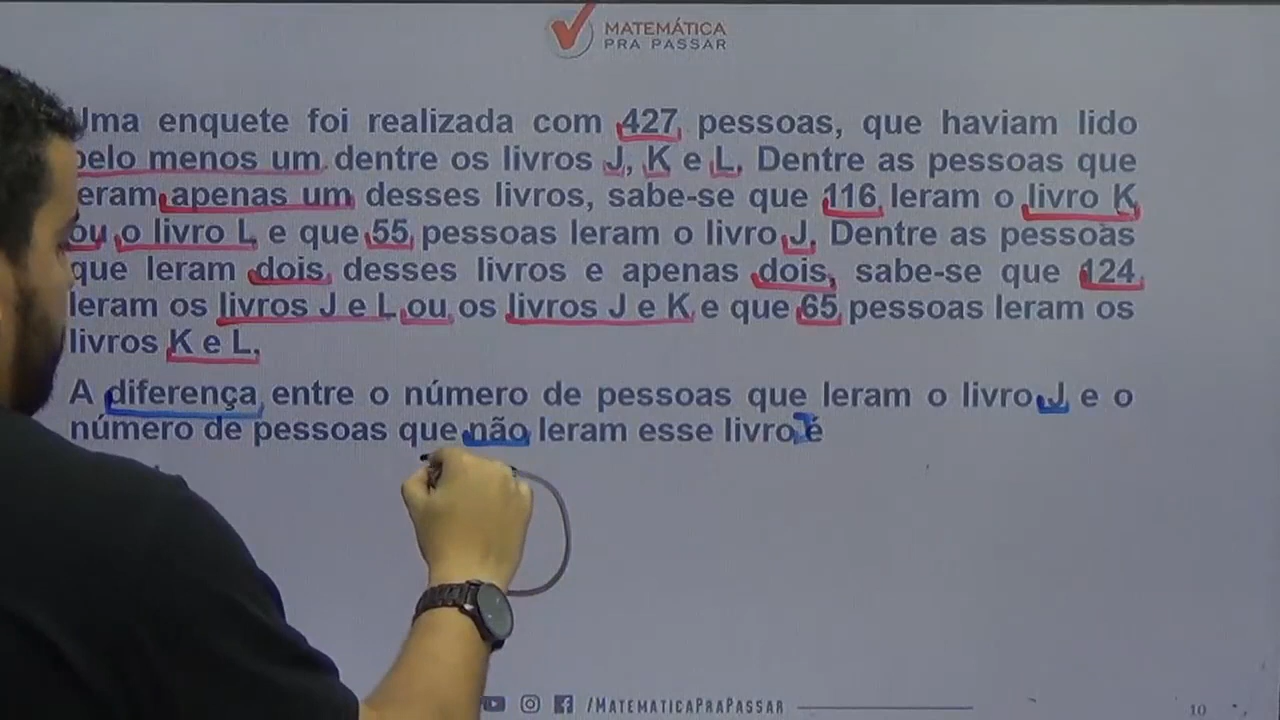 MATEMÁTICA
PRA PASSAR
Uma enquete foi realizada com 427 pessoas, que haviam lido
pelo menos um dentre os livros J, K e L. Dentre as pessoas que
leram apenas um desses livros, sabe-se que 116 leram o livro K
ou o livro L e que 55 pessoas leram o livro J. Dentre as pessoas
que leram dois desses livros e apenas dois, sabe-se que 124
leram os livros J e L ou os livros J e K e que 65 pessoas leram os
livros K e L.
A diferença entre o número de pessoas que leram o livro J e o
número de pessoas que não leram esse livro J é
/MATEMATICAPRAPASSAR
10